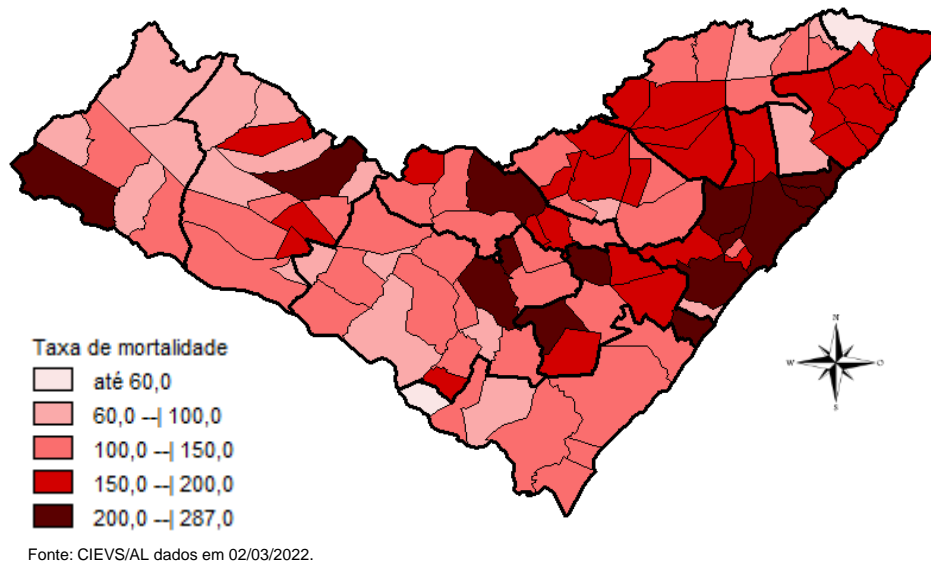 Taxa de mortalidade
até 60,0
60,0 --| 100,0
100,0 --| 150,0
150,0 --| 200,0
200,0 --| 287,0
N
W
O
S
Fonte: CIEVS/AL dados em 02/03/2022.